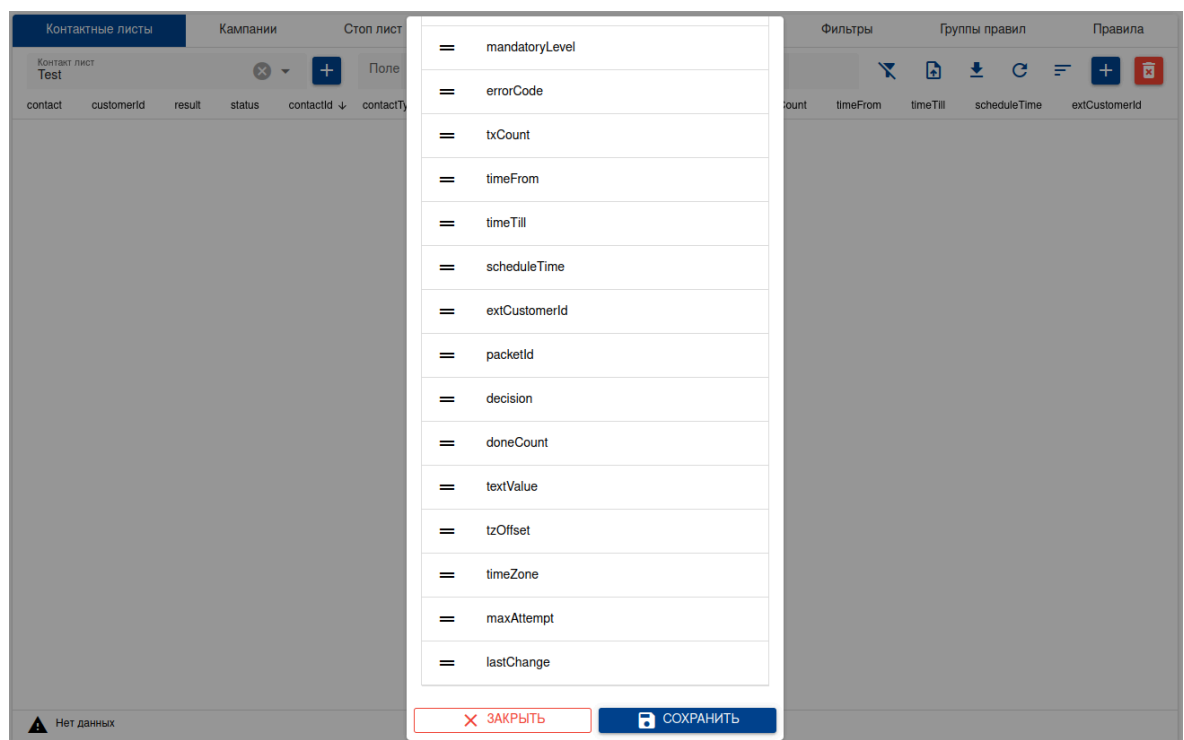 Контактные листы Кампании Стоп лист Фильтры Группы правил Правила
Контакт лист
Test
Поле
contact customerId result status contactId contactTy ount timeFrom timeTill scheduleTime extCustomerId
mandatoryLevel
errorCode
txCount
timeFrom
timeTill
scheduleTime
extCustomerId
packetId
decision
doneCount
textValue
tzOffset
timeZone
maxAttempt
lastChange
Нет данных
ЗАКРЫТЬ СОХРАНИТЬ